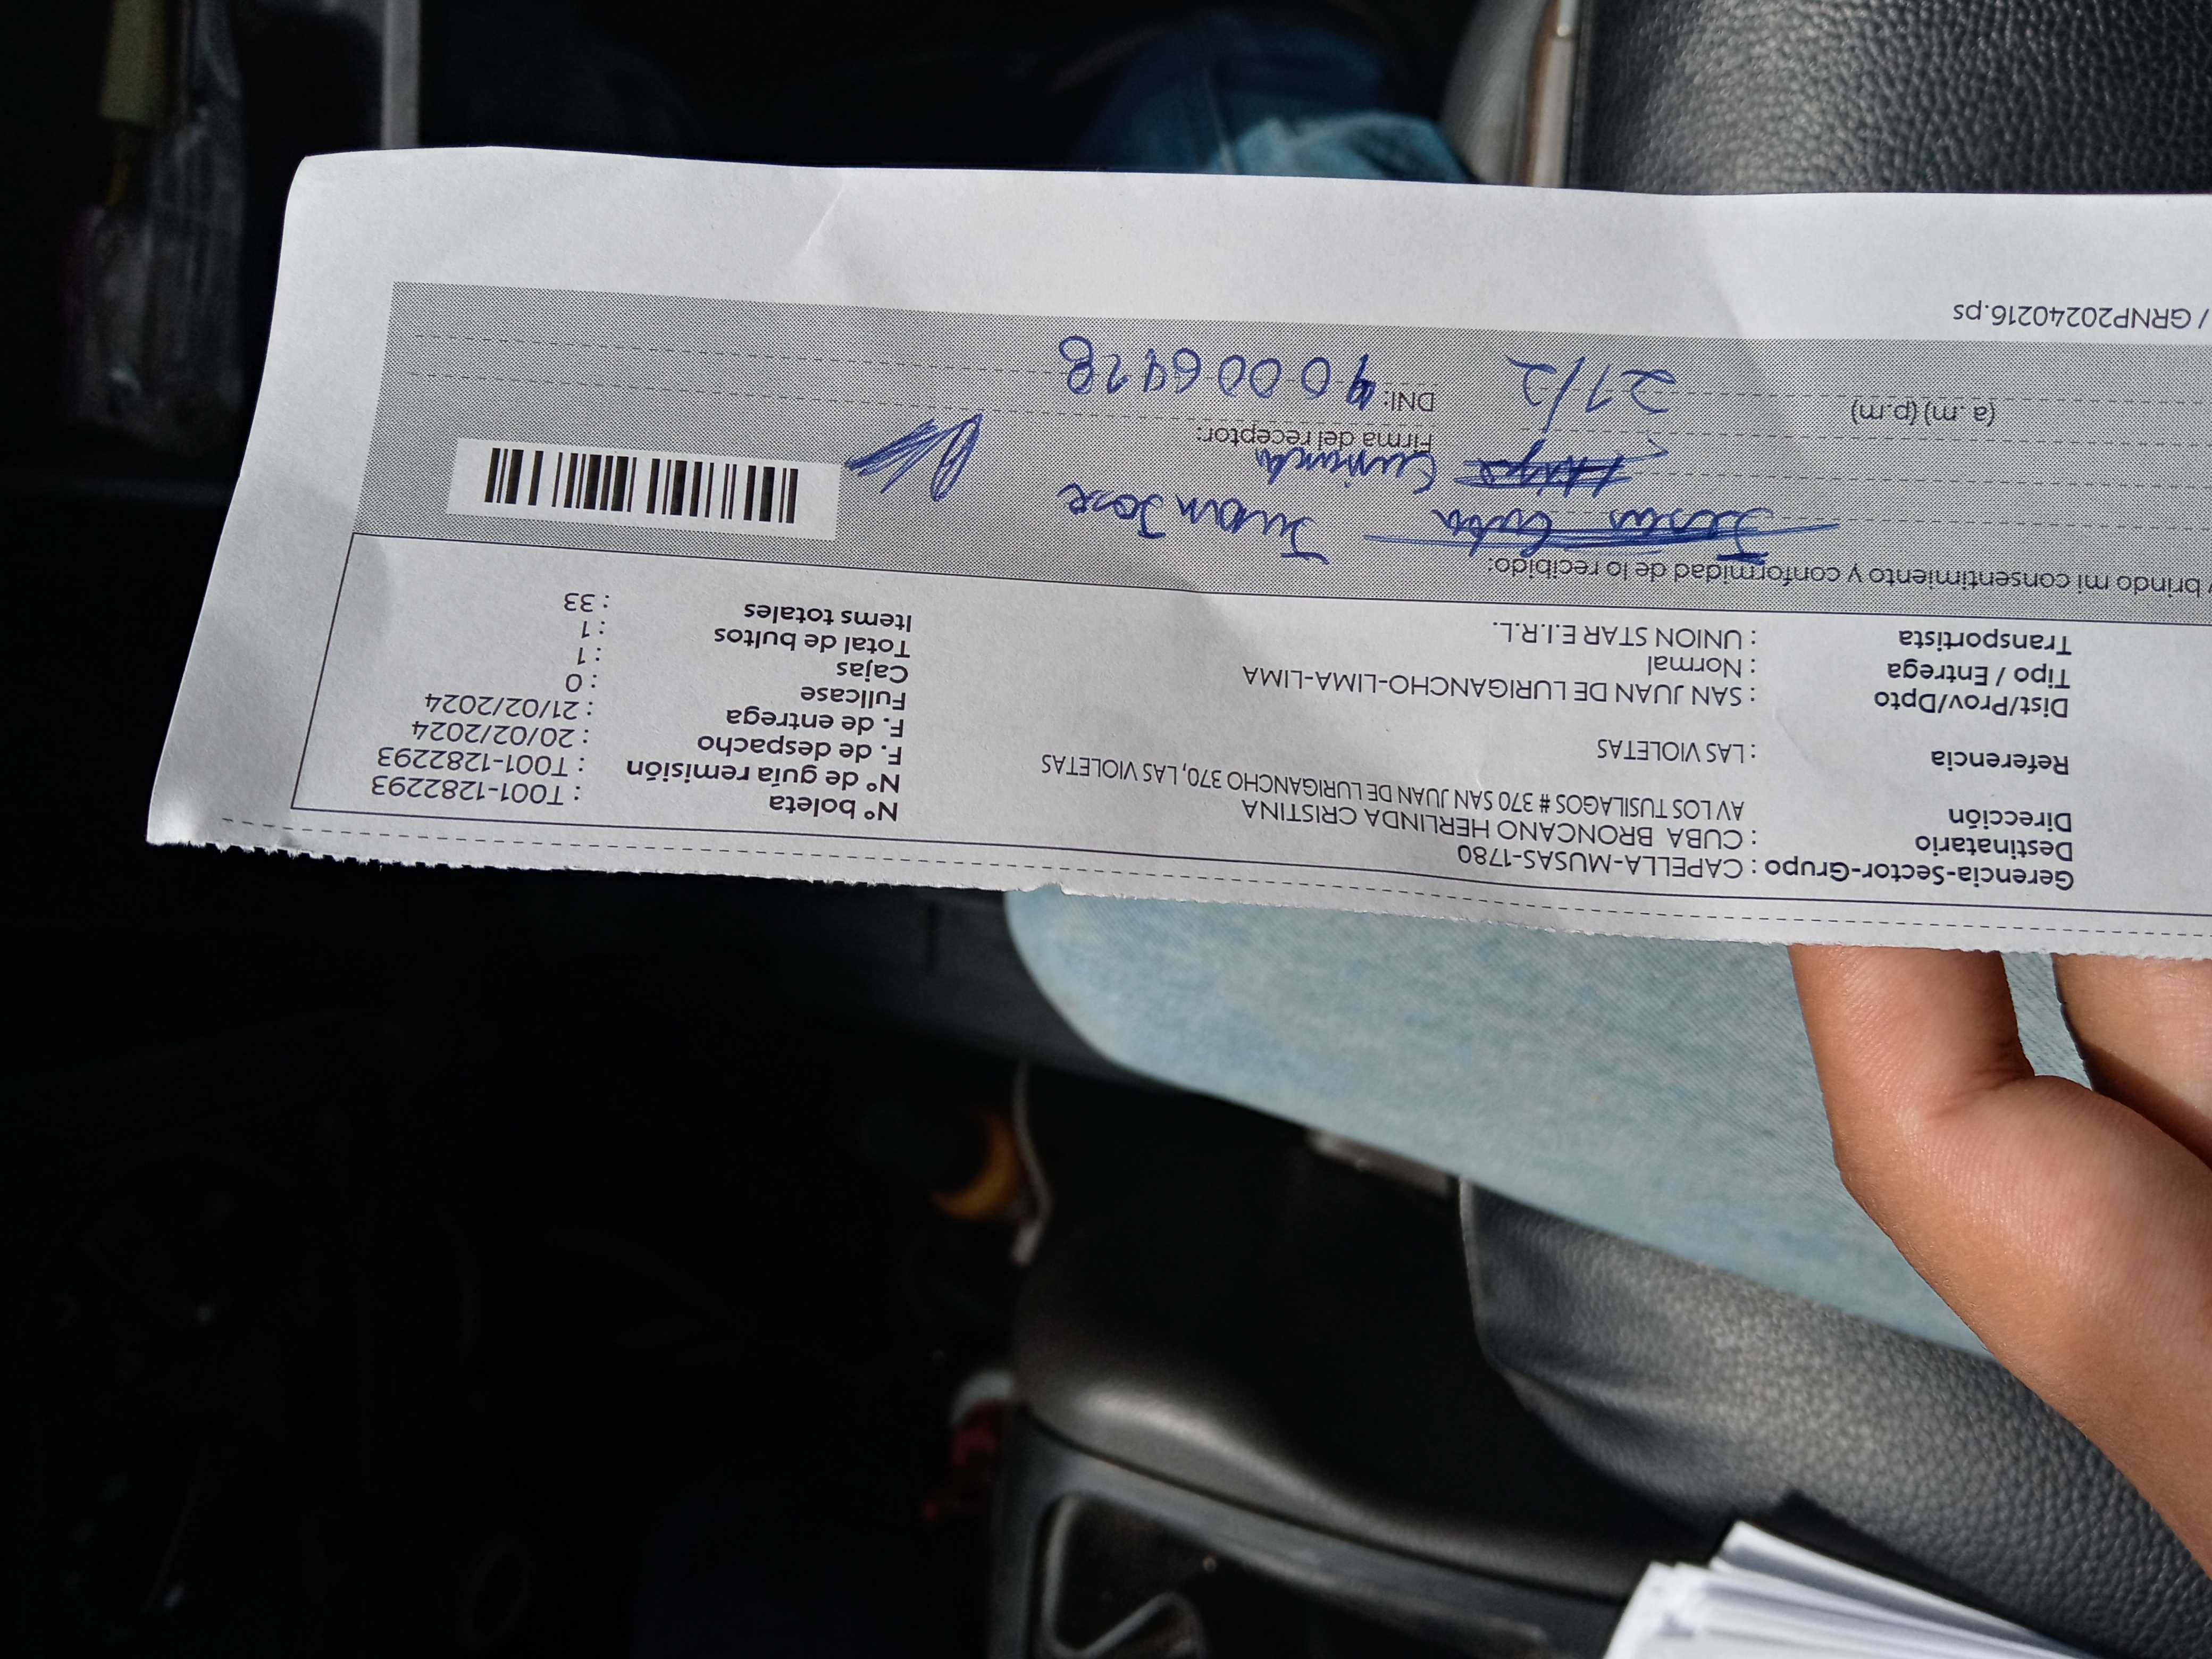 Gerencia-Sector-Grupo : CAPELLA-MUSAS-1780
Destinatario : CUBA BRONCANO HERLINDA CRISTINA
Dirección AV LOS TUSILAGOS # 370 SAN JUAN DE LURIGANCHO 370, LAS VIOLETAS
Referencia : LAS VIOLETAS
Dist/Prov/Dpto : SAN JUAN DE LURIGANCHO-LIMA-LIMA
Tipo / Entrega : Normal
Transportista : UNION STAR E.I.R.L.
N° boleta : T001-1282293
N° de guía remisión : T001-1282293
F. de despacho : 20/02/2024
F. de entrega : 21/02/2024
Fullcase : 0
Cajas : 1
Total de bultos : 1
Items totales : 33
y brindo mi consentimiento y conformidad de lo recibido:
Jose
Firma del receptor:
(a. m) (p.m) 21/2 DNI: 40006428
/ GRNP20240216.ps